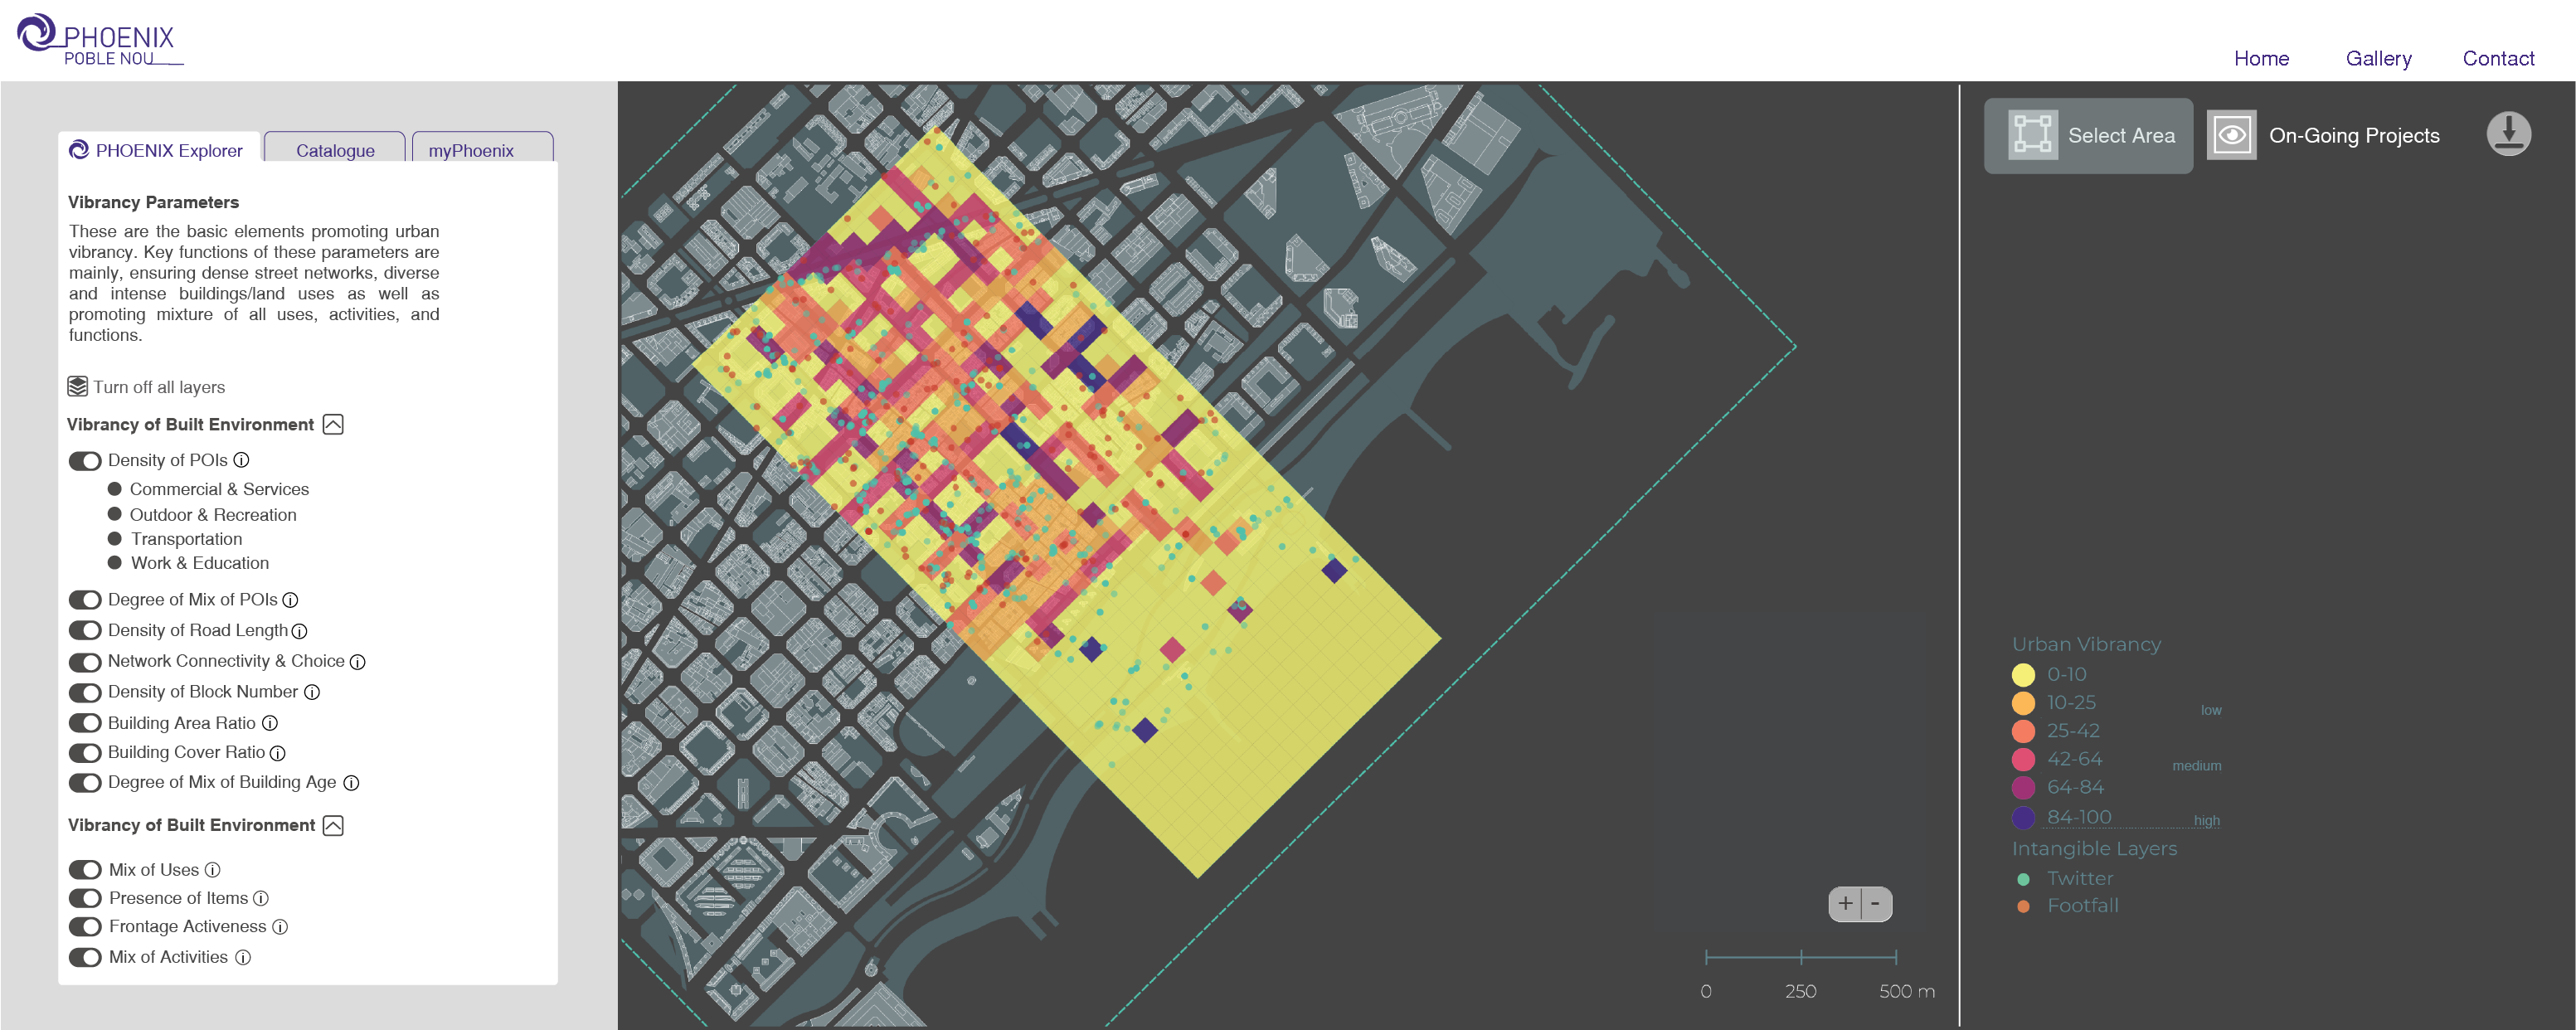 PHOENIX
POBLE NOU
Home Gallery Contact
PHOENIX Explorer Catalogue myPhoenix
Select Area On-Going Projects
Vibrancy Parameters
These are the basic elements promoting urban
vibrancy. Key functions of these parameters are
mainly, ensuring dense street networks, diverse
and intense buildings/land uses as well as
promoting mixture of all uses, activities, and
functions.
Turn off all layers
Vibrancy of Built Environment
Density of POIs
Commercial & Services
Outdoor & Recreation
Transportation
Work & Education
Degree of Mix of POIs
Density of Road Length
Network Connectivity & Choice
Density of Block Number
Building Area Ratio
Building Cover Ratio
Degree of Mix of Building Age
Vibrancy of Built Environment
Mix of Uses
Presence of Items
Frontage Activeness
Mix of Activities
+ -
0 250 500 m
Urban Vibrancy
0-10
10-25 low
25-42
42-64 medium
64-84
84-100 high
Intangible Layers
Twitter
Footfall